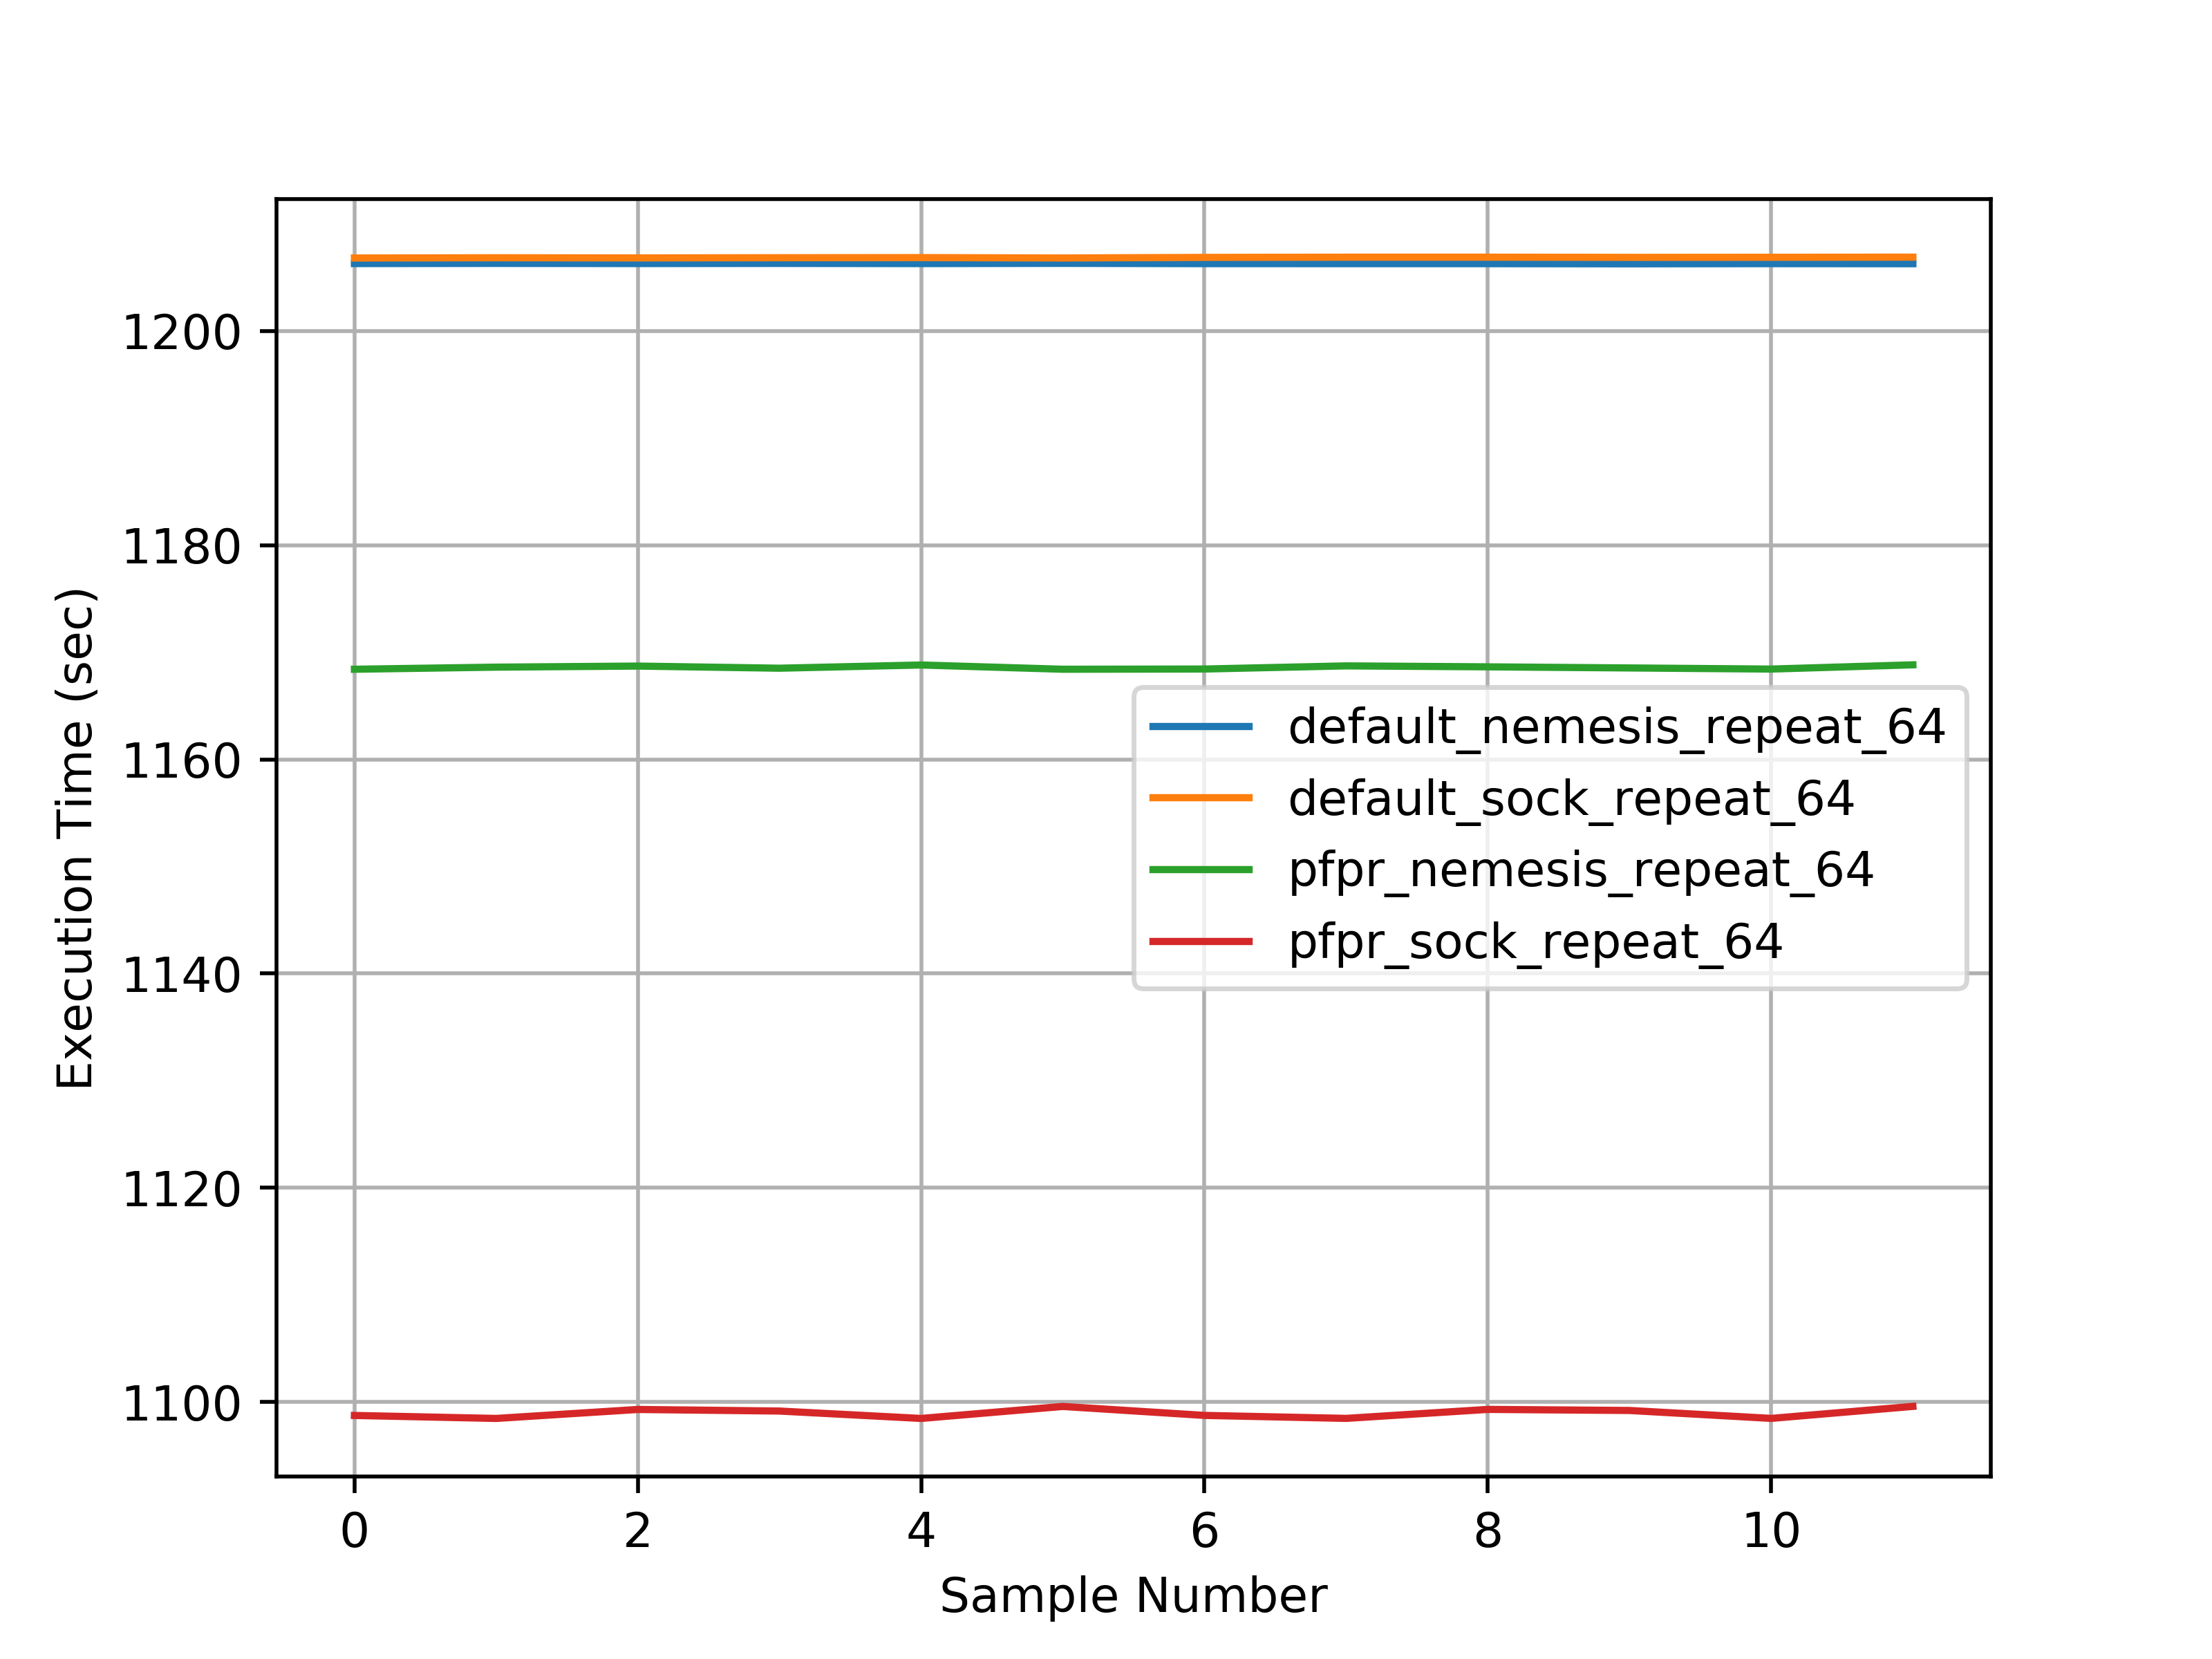 1200
1180
1160
1140
1120
1100
Execution Time (sec)
default_nemesis_repeat_64
default_sock_repeat_64
pfpr_nemesis_repeat_64
pfpr_sock_repeat_64
0 2 4 6 8 10
Sample Number